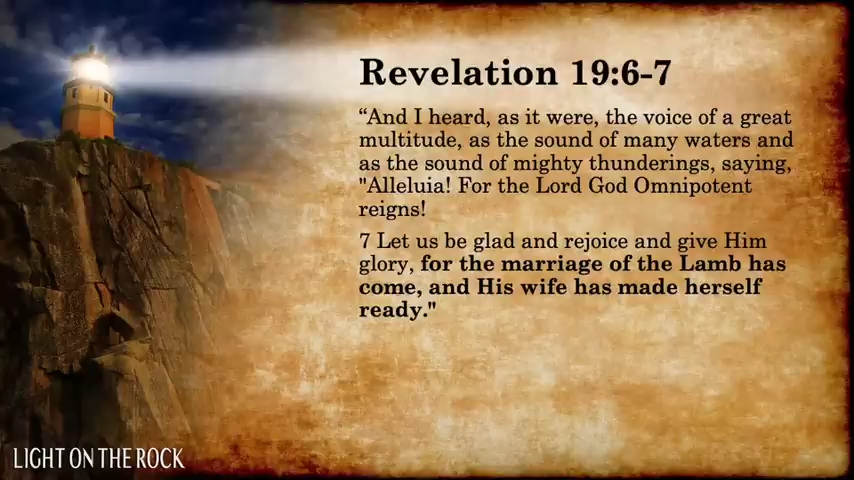 Revelation 19:6-7
“And I heard, as it were, the voice of a great
multitude, as the sound of many waters and
as the sound of mighty thunderings, saying,
"Alleluia! For the Lord God Omnipotent
reigns!
7 Let us be glad and rejoice and give Him
glory, for the marriage of the Lamb has
come, and His wife has made herself
ready."
LIGHT ON THE ROCK